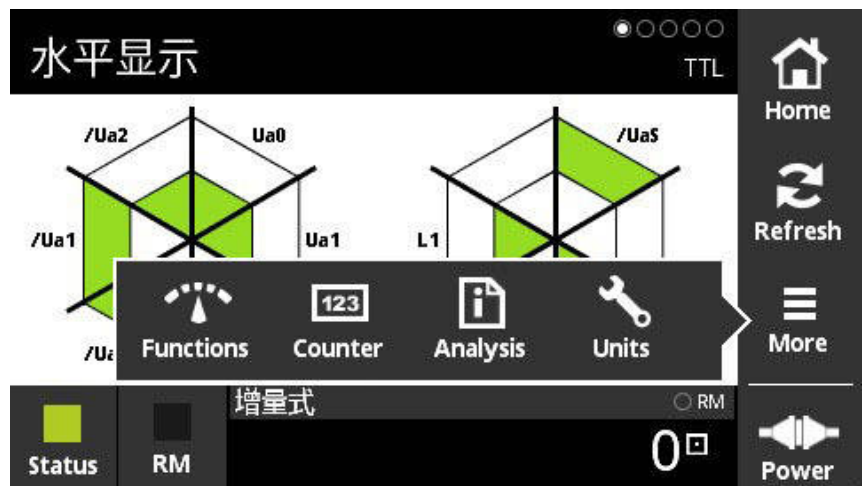 水平显示
TTL
Home
/Ua2
Ua0
/UaS
Refresh
/Ua1
Ua1
L1
123
Functions
Counter
Analysis
Units
More
增量式
RM
Status
RM
0
Power